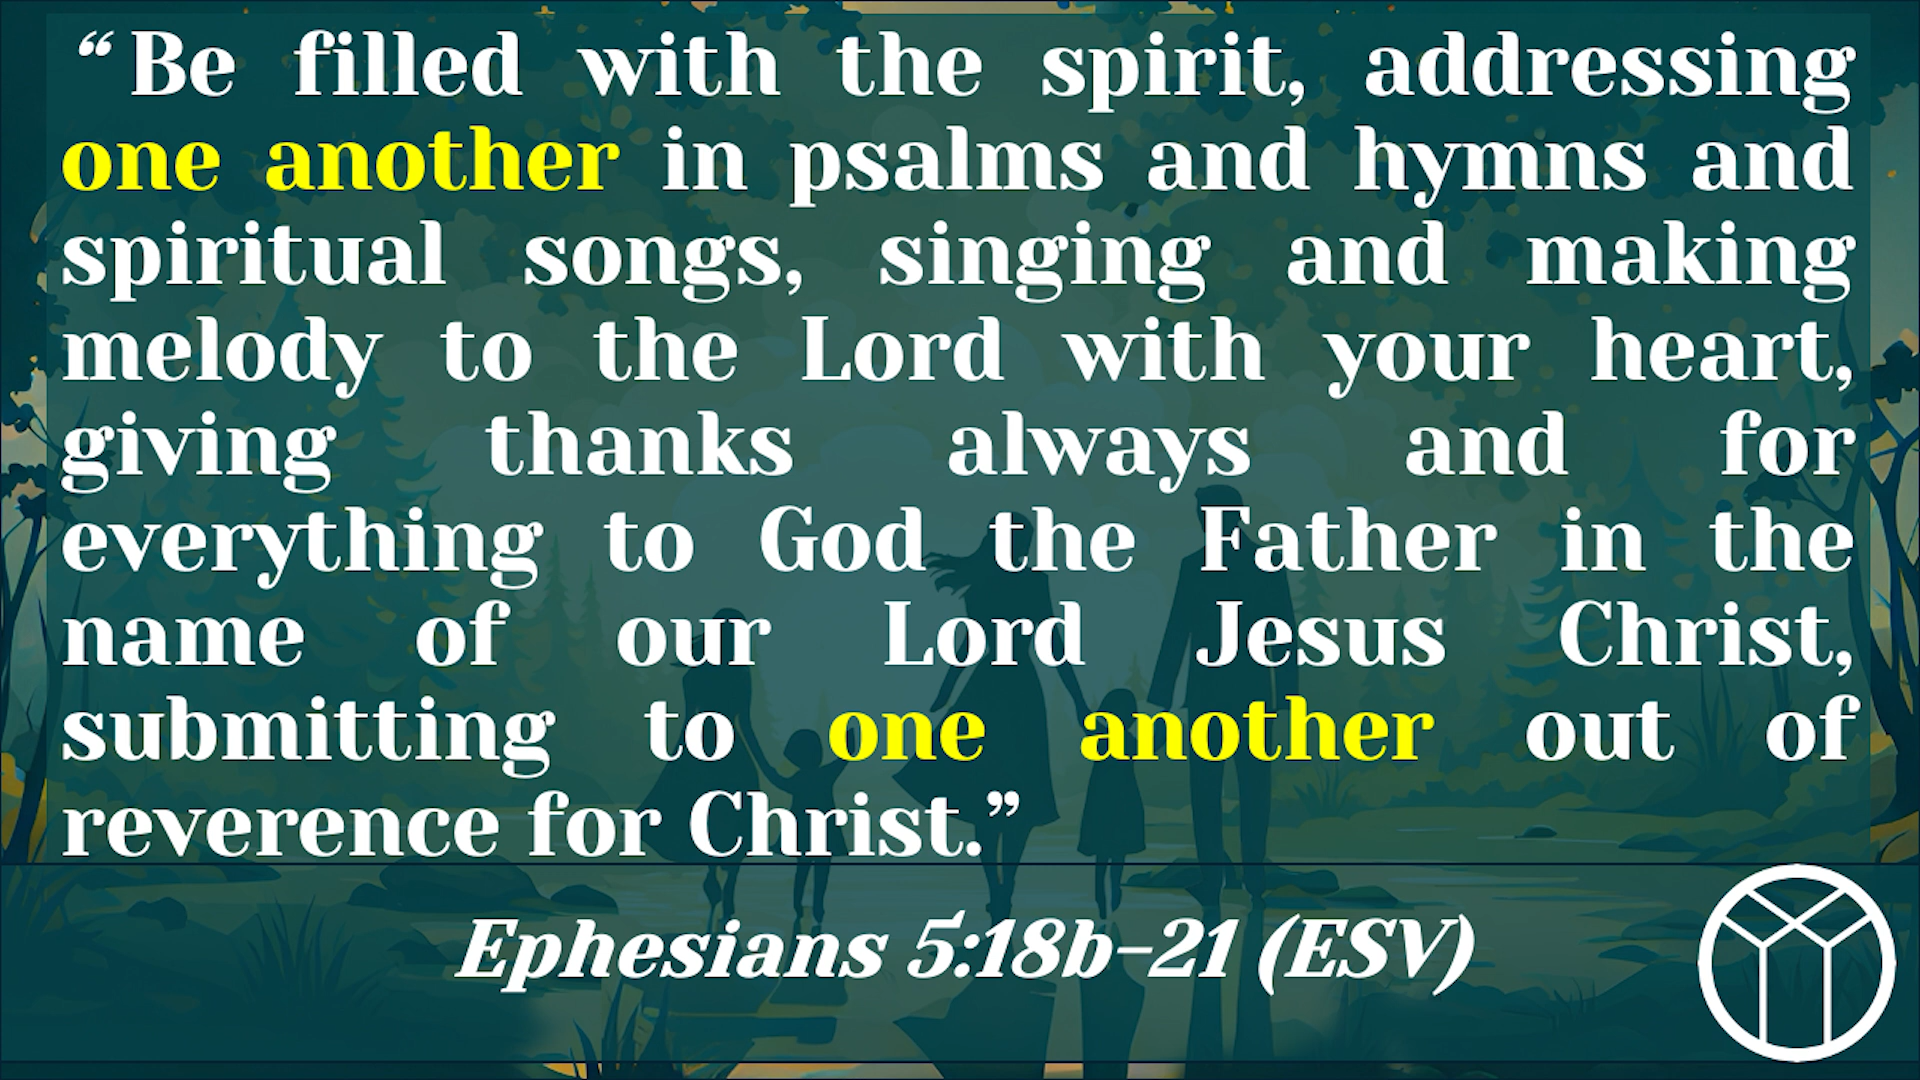 “Be filled with the spirit, addressing
one another in psalms and hymns and
spiritual songs, singing and making
melody to the Lord with your heart,
giving thanks always and for
everything to God the Father in the
name of our Lord Jesus Christ,
submitting to one another out of
reverence for Christ.”
Ephesians 5:18b–21 (ESV)